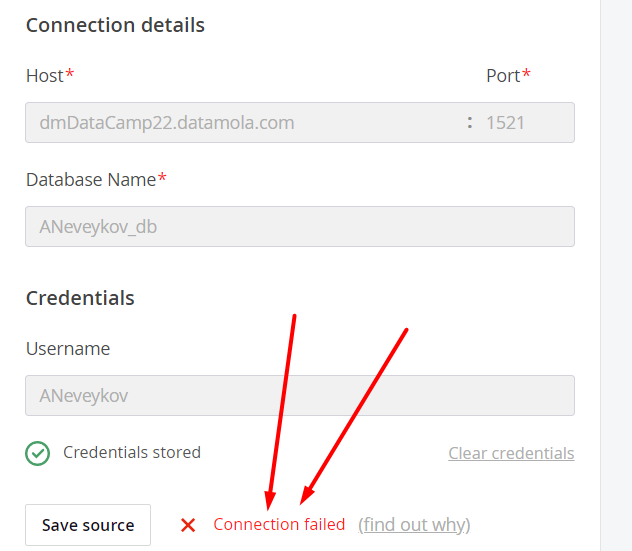 Connection details
Host* Port*
dmDataCamp22.datamola.com : 1521
Database Name*
ANeveykov_db
Credentials
Username
ANeveykov
Credentials stored Clear credentials
Save source Connection failed (find out why)